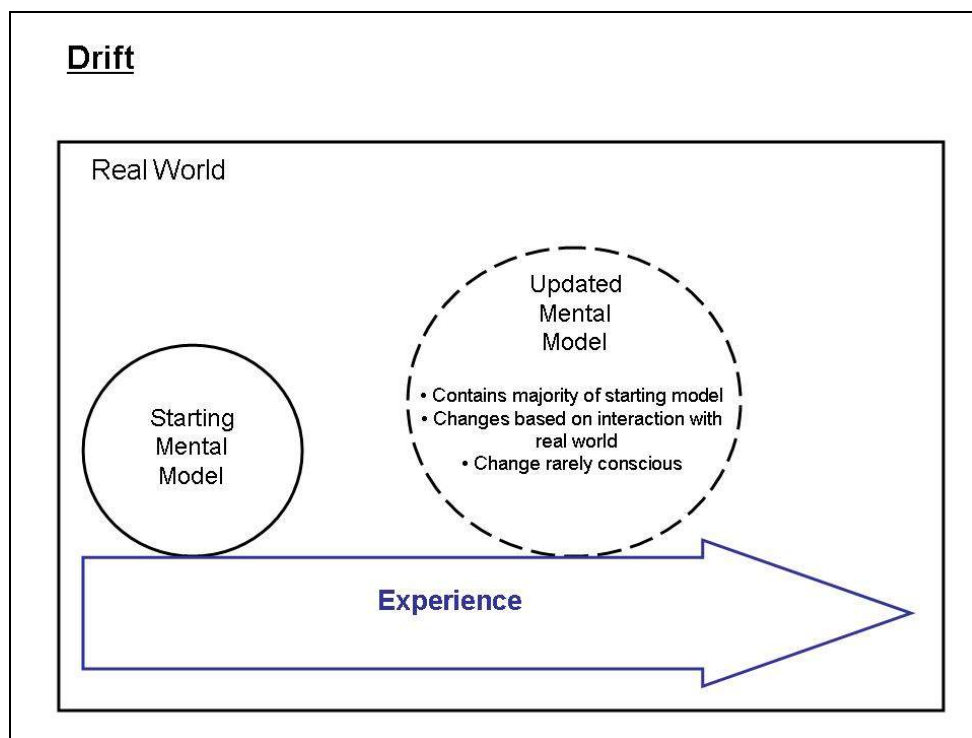 Drift
Real World
Starting
Mental
Model
Updated
Mental
Model
• Contains majority of starting model
• Changes based on interaction with
real world
• Change rarely conscious
Experience